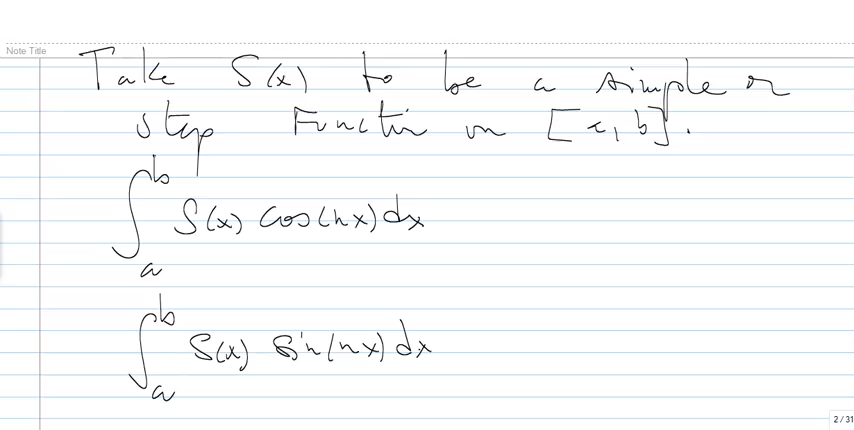 Note Title
Take S(x) to be a simple or
step Function on [a, b].
∫_a^b S(x) cos(nx) dx
∫_a^b S(x) sin(nx) dx
2 / 31